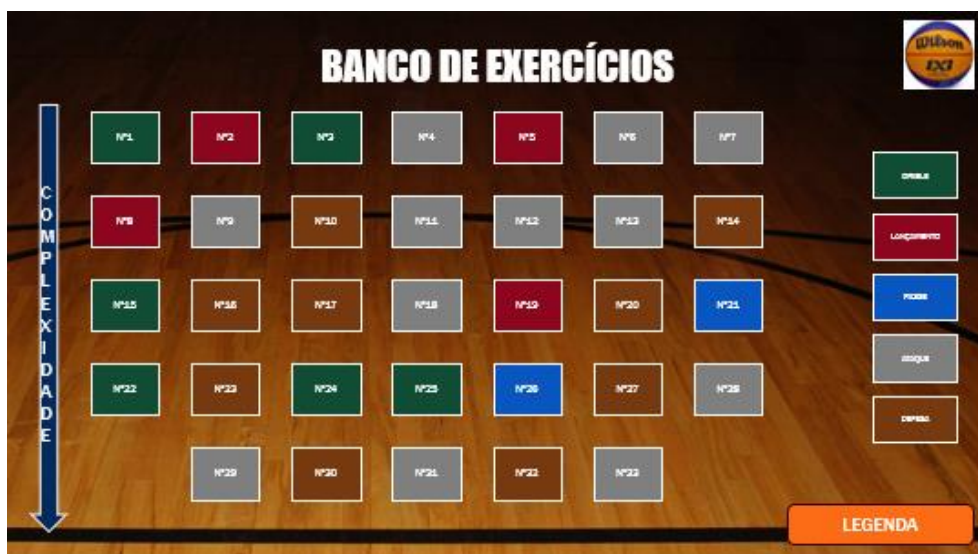 BANCO DE EXERCÍCIOS
Wilson
3X3
COMPLEXIDADE
Nº1 Nº2 Nº3 Nº4 Nº5 Nº6 Nº7
Nº8 Nº9 Nº10 Nº11 Nº12 Nº13 Nº14
Nº15 Nº16 Nº17 Nº18 Nº19 Nº20 Nº21
Nº22 Nº23 Nº24 Nº25 Nº26 Nº27 Nº28
Nº29 Nº30 Nº31 Nº32 Nº33
DRIBLE
LANÇAMENTO
ATAQUE
DEFESA
LEGENDA